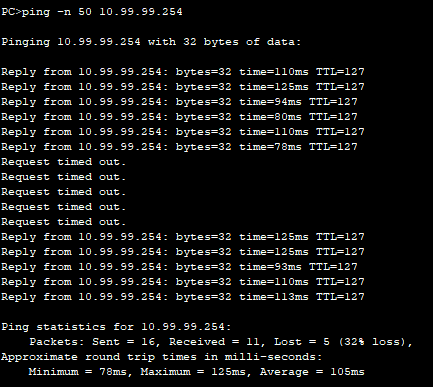 PC>ping -n 50 10.99.99.254
Pinging 10.99.99.254 with 32 bytes of data:
Reply from 10.99.99.254: bytes=32 time=110ms TTL=127
Reply from 10.99.99.254: bytes=32 time=125ms TTL=127
Reply from 10.99.99.254: bytes=32 time=94ms TTL=127
Reply from 10.99.99.254: bytes=32 time=80ms TTL=127
Reply from 10.99.99.254: bytes=32 time=110ms TTL=127
Reply from 10.99.99.254: bytes=32 time=78ms TTL=127
Request timed out.
Request timed out.
Request timed out.
Request timed out.
Request timed out.
Reply from 10.99.99.254: bytes=32 time=125ms TTL=127
Reply from 10.99.99.254: bytes=32 time=125ms TTL=127
Reply from 10.99.99.254: bytes=32 time=93ms TTL=127
Reply from 10.99.99.254: bytes=32 time=110ms TTL=127
Reply from 10.99.99.254: bytes=32 time=113ms TTL=127
Ping statistics for 10.99.99.254:
Packets: Sent = 16, Received = 11, Lost = 5 (32% loss),
Approximate round trip times in milli-seconds:
Minimum = 78ms, Maximum = 125ms, Average = 105ms